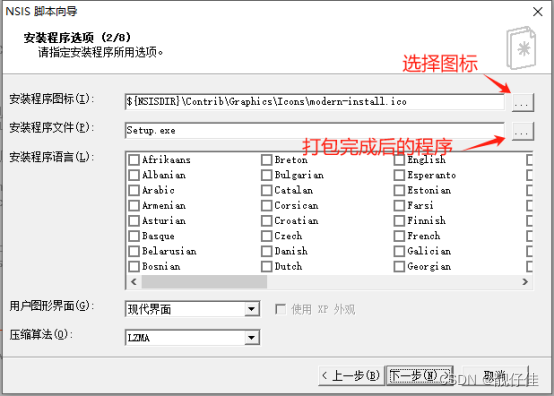 NSIS 脚本向导
安装程序选项 (2/8)
请指定安装程序所用选项。
选择图标
安装程序图标(I):
${NSISDIR}\Contrib\Graphics\Icons\modern-install.ico
...
安装程序文件(P):
Setup.exe
...
打包完成后的程序
安装程序语言(L):
Afrikaans Breton English
Albanian Bulgarian Esperanto
Arabic Catalan Estonian
Armenian Corsican Farsi
Asturian Croatian Finnish
Basque Czech French
Belarusian Danish Galician
Bosnian Dutch Georgian
用户图形界面(G):
现代界面
使用 XP 外观
压缩算法(O):
LZMA
< 上一步(B) 下一步(N) 取消
CSDN @靓仔佳